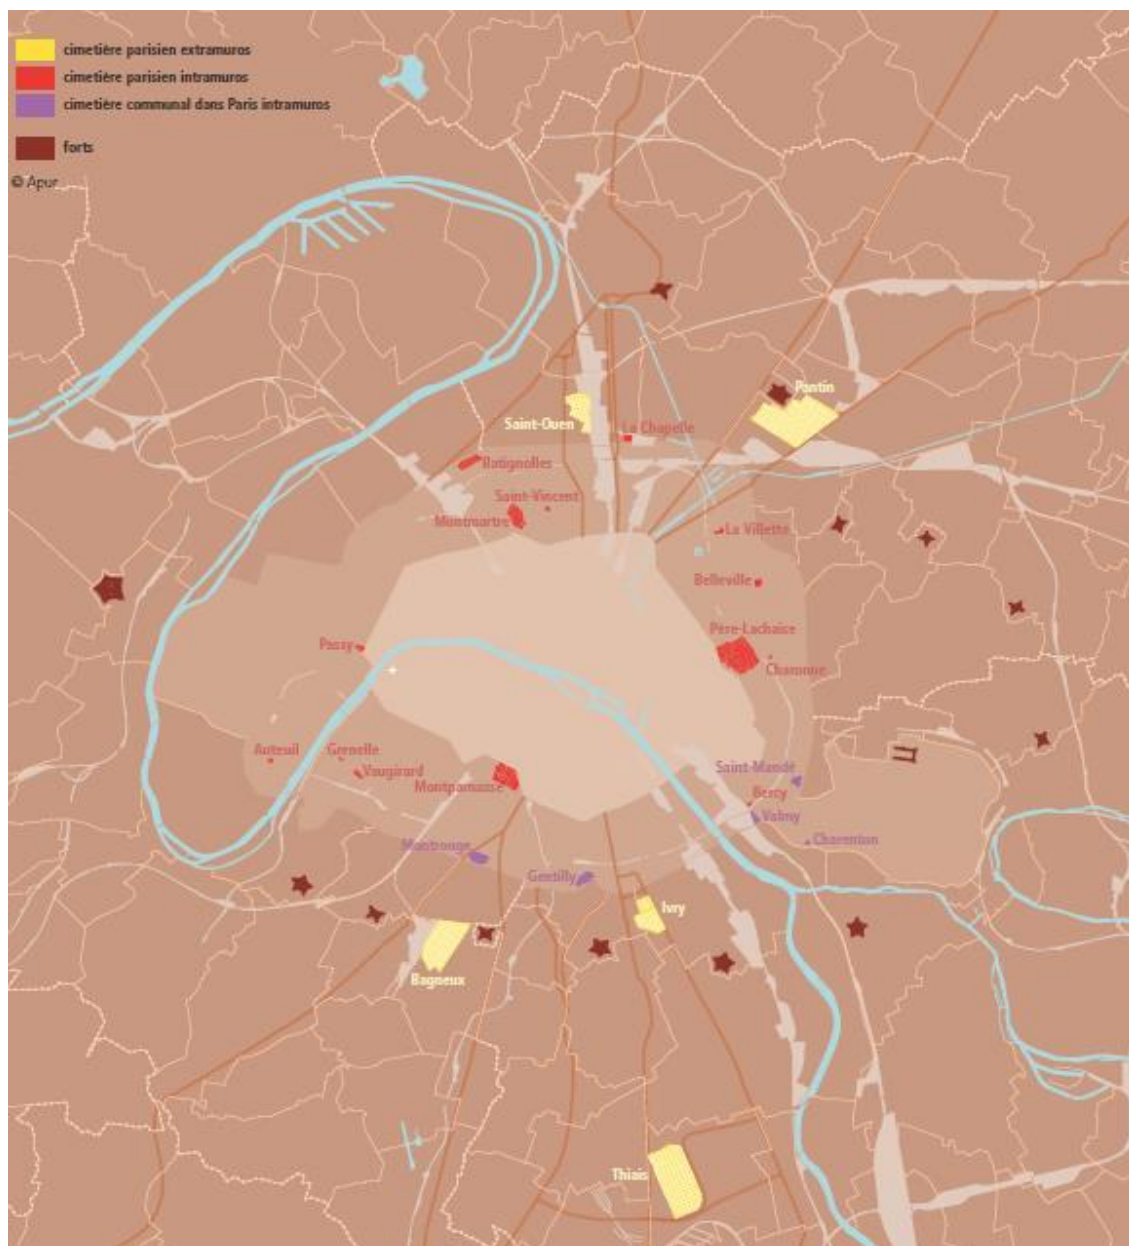 cimetière parisien extramuros
cimetière parisien intramuros
cimetière communal dans Paris intramuros
forts
© Apur
Pantin
Saint-Ouen
La Chapelle
Batignolles
Saint-Vincent
Montmartre
La Villette
Belleville
Père-Lachaise
Passy
Charonne
Auteuil
Grenelle
Vaugirard
Montparnasse
Saint-Mandé
Bercy
Valmy
Charenton
Montrouge
Gentilly
Ivry
Bagneux
Thiais